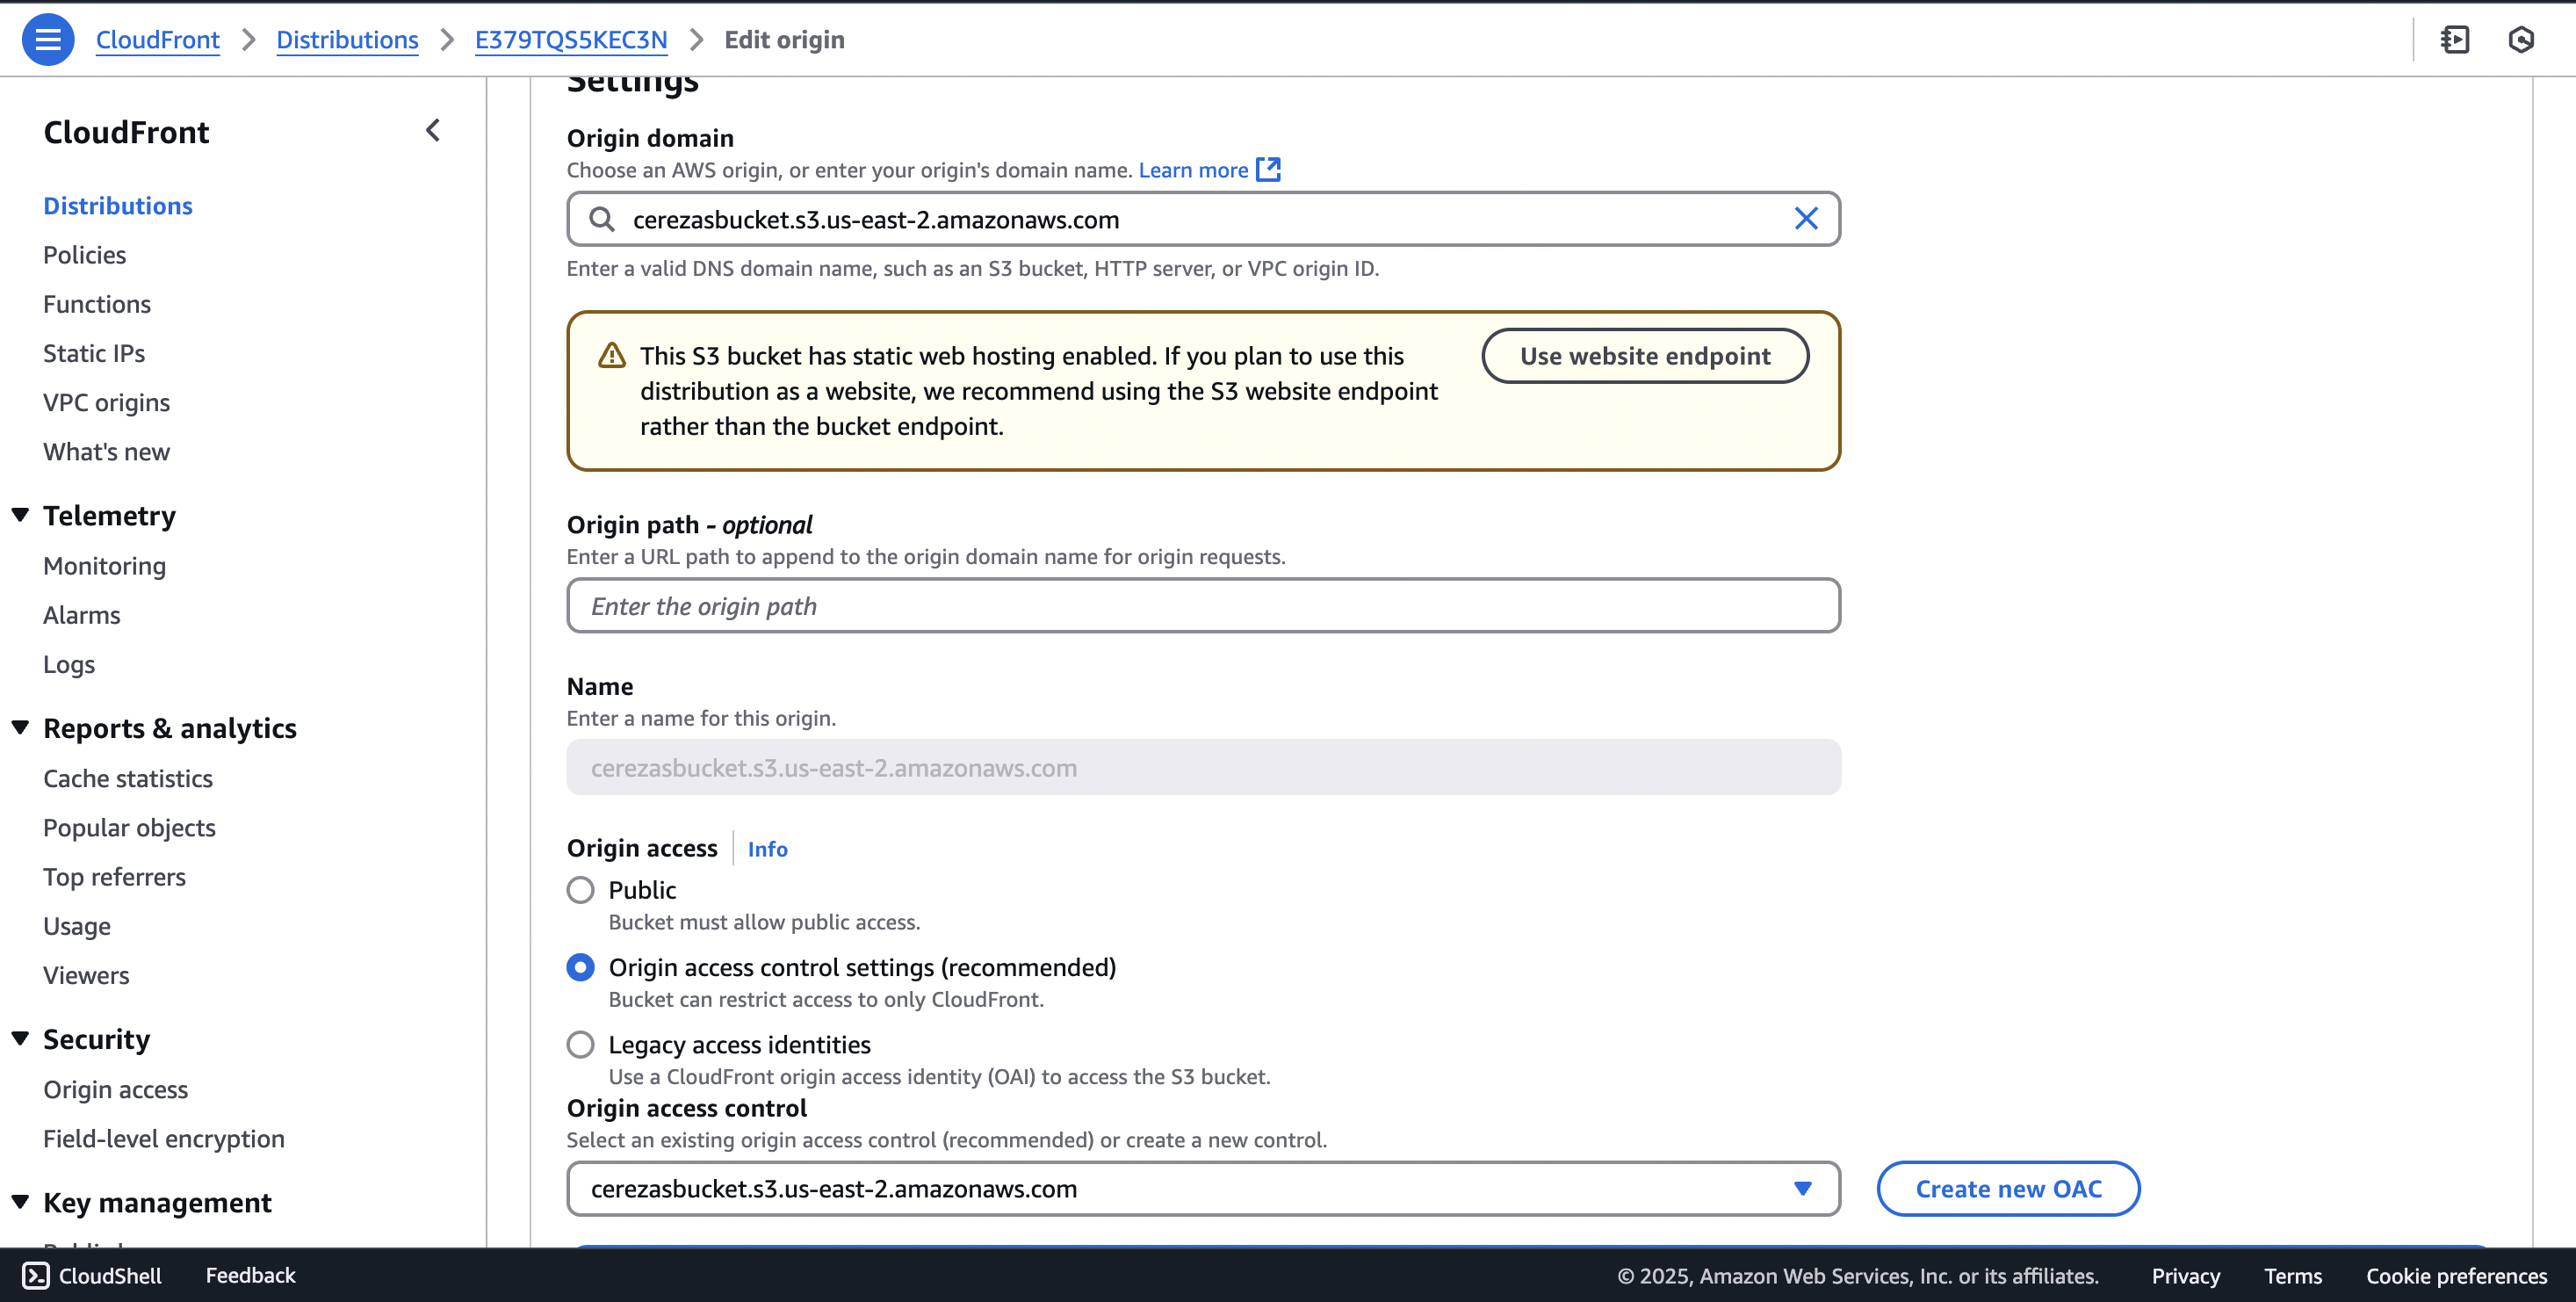 CloudFront > Distributions > E379TQS5KEC3N > Edit origin
CloudFront
Distributions
Policies
Functions
Static IPs
VPC origins
What's new
Telemetry
Monitoring
Alarms
Logs
Reports & analytics
Cache statistics
Popular objects
Top referrers
Usage
Viewers
Security
Origin access
Field-level encryption
Key management
Settings
Origin domain
Choose an AWS origin, or enter your origin's domain name. Learn more
cerezasbucket.s3.us-east-2.amazonaws.com
Enter a valid DNS domain name, such as an S3 bucket, HTTP server, or VPC origin ID.
This S3 bucket has static web hosting enabled. If you plan to use this
distribution as a website, we recommend using the S3 website endpoint
rather than the bucket endpoint.
Use website endpoint
Origin path - optional
Enter a URL path to append to the origin domain name for origin requests.
Enter the origin path
Name
Enter a name for this origin.
cerezasbucket.s3.us-east-2.amazonaws.com
Origin access Info
Public
Bucket must allow public access.
Origin access control settings (recommended)
Bucket can restrict access to only CloudFront.
Legacy access identities
Use a CloudFront origin access identity (OAI) to access the S3 bucket.
Origin access control
Select an existing origin access control (recommended) or create a new control.
cerezasbucket.s3.us-east-2.amazonaws.com
Create new OAC
CloudShell Feedback © 2025, Amazon Web Services, Inc. or its affiliates. Privacy Terms Cookie preferences